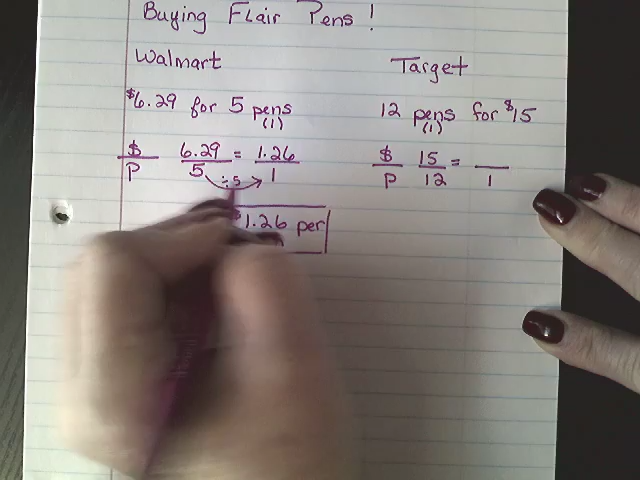 Buying Flair Pens!
Walmart
$6.29 for 5 pens
(1)
$ 6.29 = 1.26
P 5 ÷5 1
$1.26 per
Target
12 pens for $15
(1)
$ 15 =
P 12 1